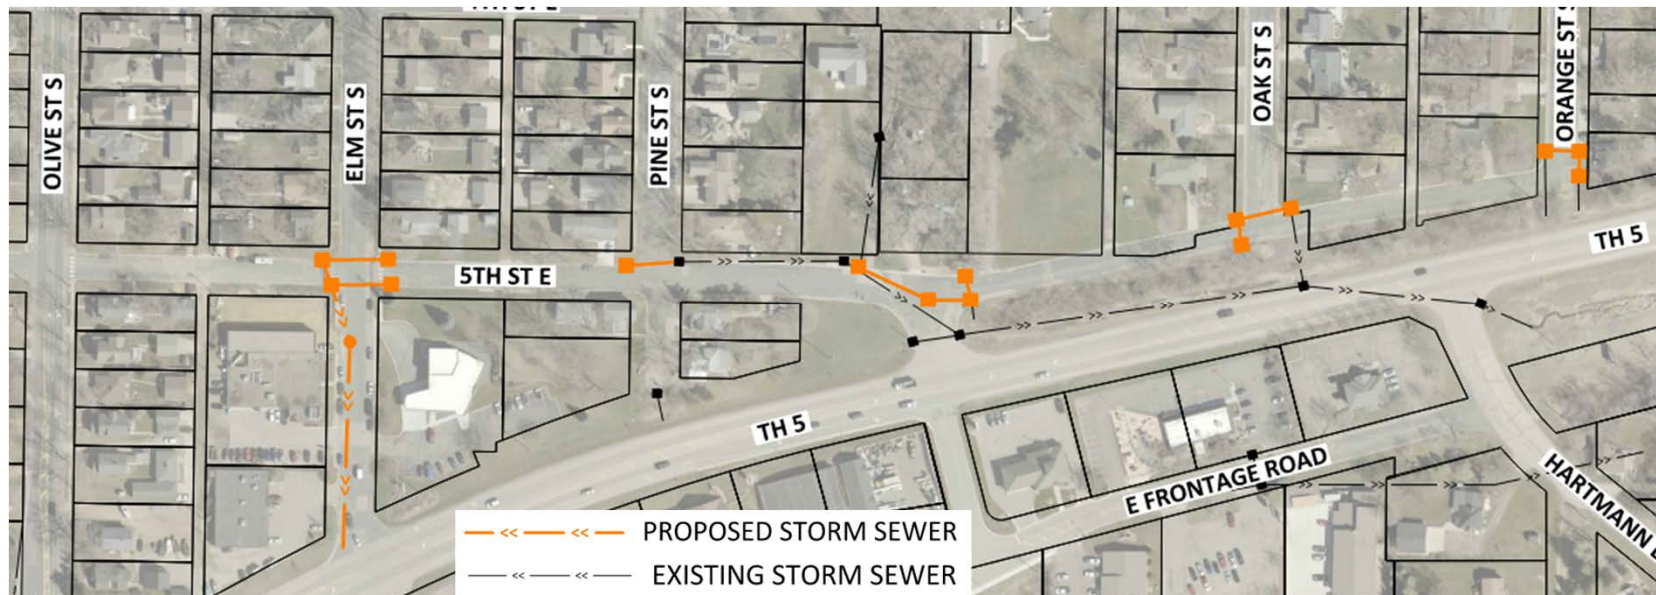 OLIVE ST S
ELM ST S
PINE ST S
OAK ST S
ORANGE ST S
5TH ST E
TH 5
TH 5
E FRONTAGE ROAD
HARTMANN
PROPOSED STORM SEWER
EXISTING STORM SEWER